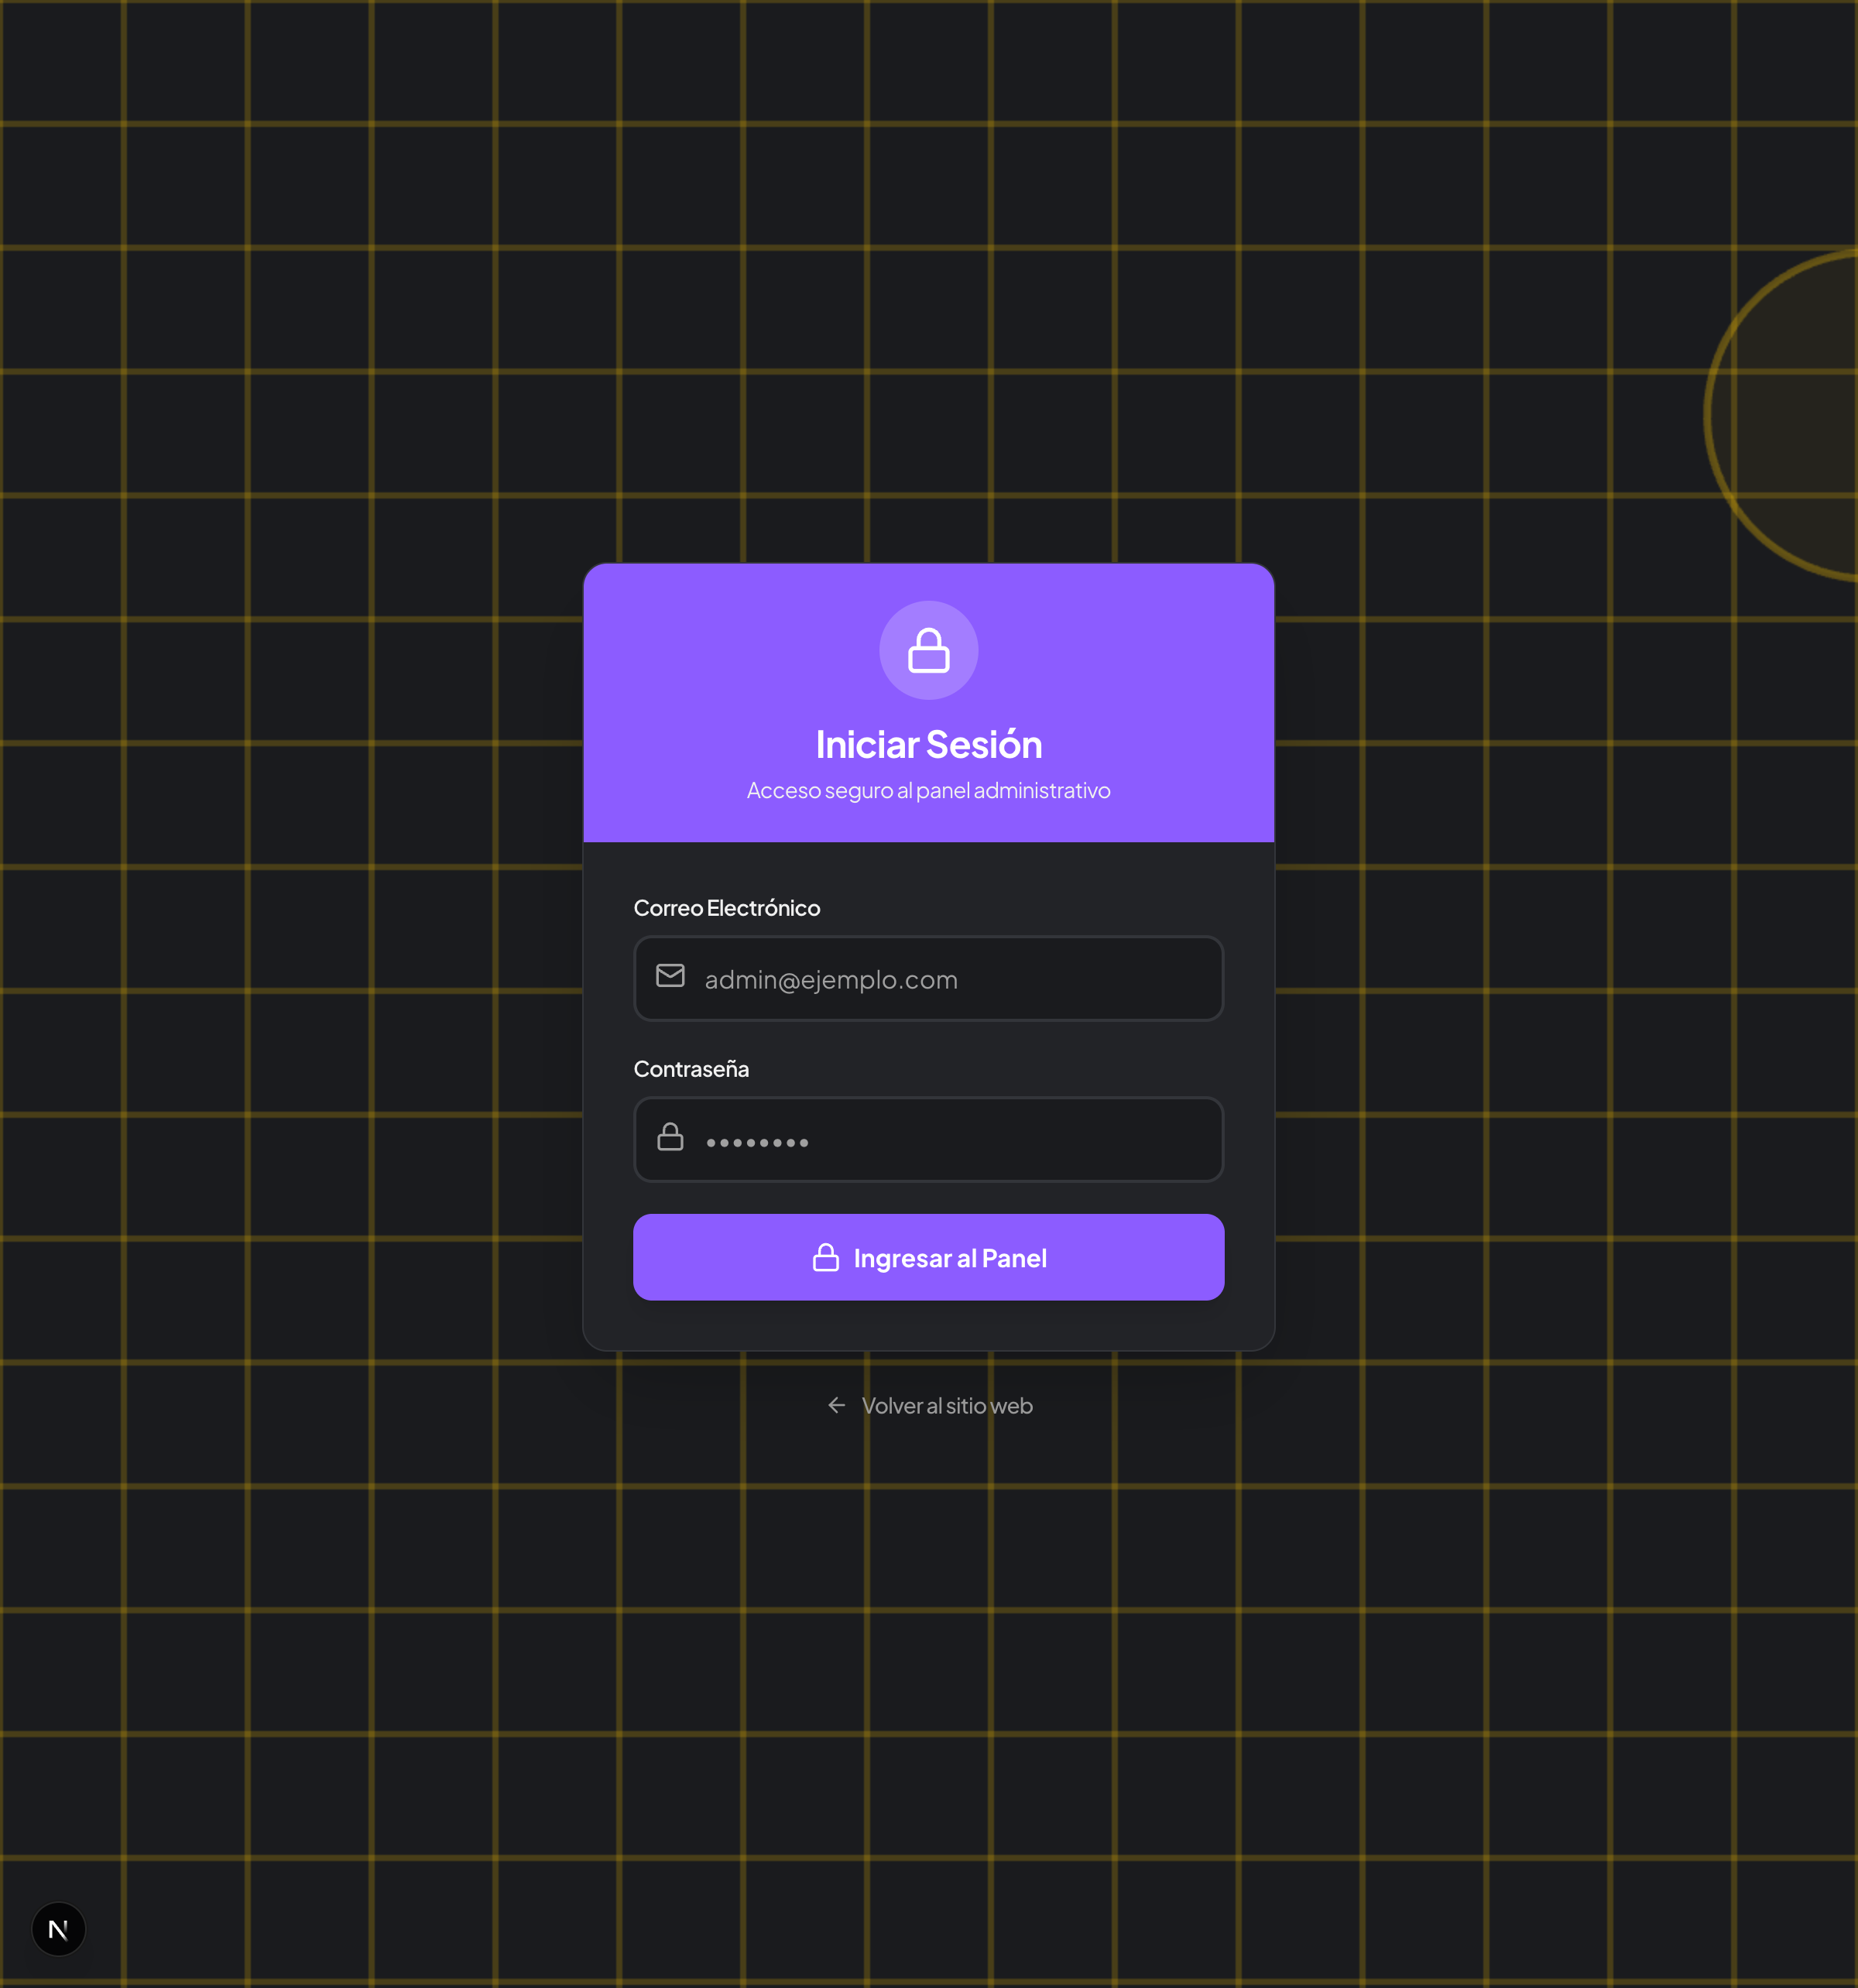 Iniciar Sesión
Acceso seguro al panel administrativo
Correo Electrónico
admin@ejemplo.com
Contraseña
••••••••
Ingresar al Panel
← Volver al sitio web
N